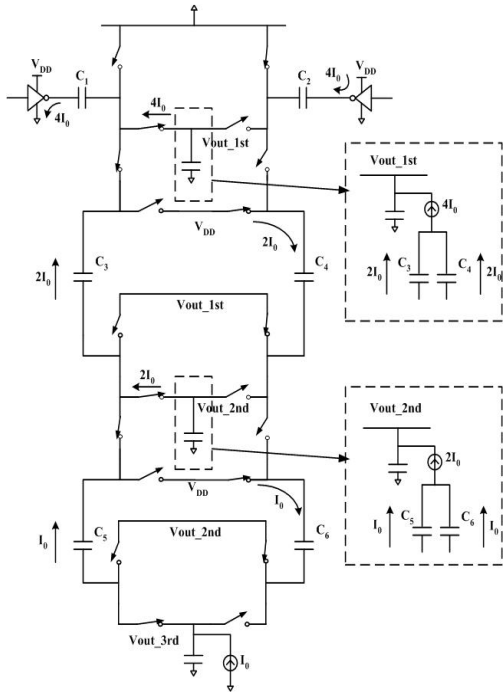 V_DD
C_1
4I_0
C_2
4I_0
V_DD
4I_0
Vout_1st
V_DD
2I_0
2I_0
C_3
C_4
Vout_1st
4I_0
2I_0
C_3
C_4
2I_0
Vout_1st
2I_0
Vout_2nd
V_DD
I_0
I_0
C_5
C_6
Vout_2nd
Vout_2nd
2I_0
I_0
C_5
C_6
I_0
Vout_3rd
I_0